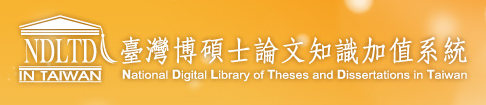 NDLTD
IN TAIWAN
臺灣博碩士論文知識加值系統
National Digital Library of Theses and Dissertations in Taiwan